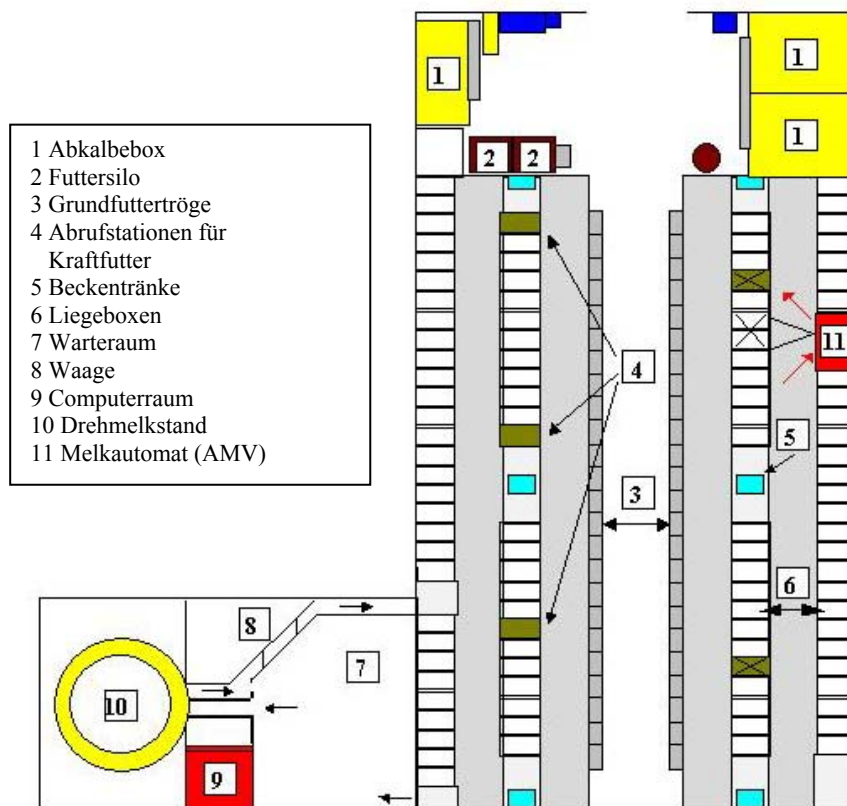 1 Abkalbebox
2 Futtersilo
3 Grundfuttertröge
4 Abrufstationen für
Kraftfutter
5 Beckentränke
6 Liegeboxen
7 Warteraum
8 Waage
9 Computerraum
10 Drehmelkstand
11 Melkautomat (AMV)
1
1
1
2 2
11
4
5
3
6
8
7
10
9